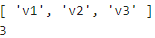 [ 'v1', 'v2', 'v3' ]
3